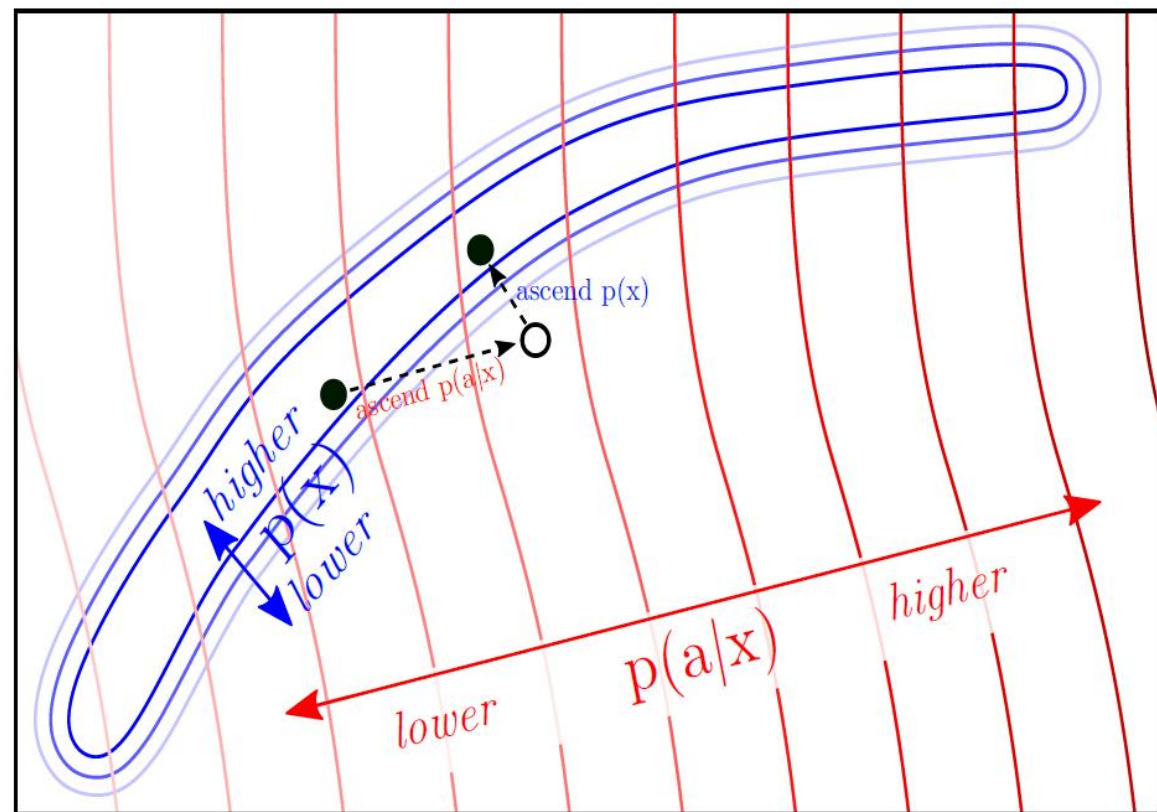 ascend p(x)
ascend p(a|x)
higher
p(x)
lower
higher
p(a|x)
lower